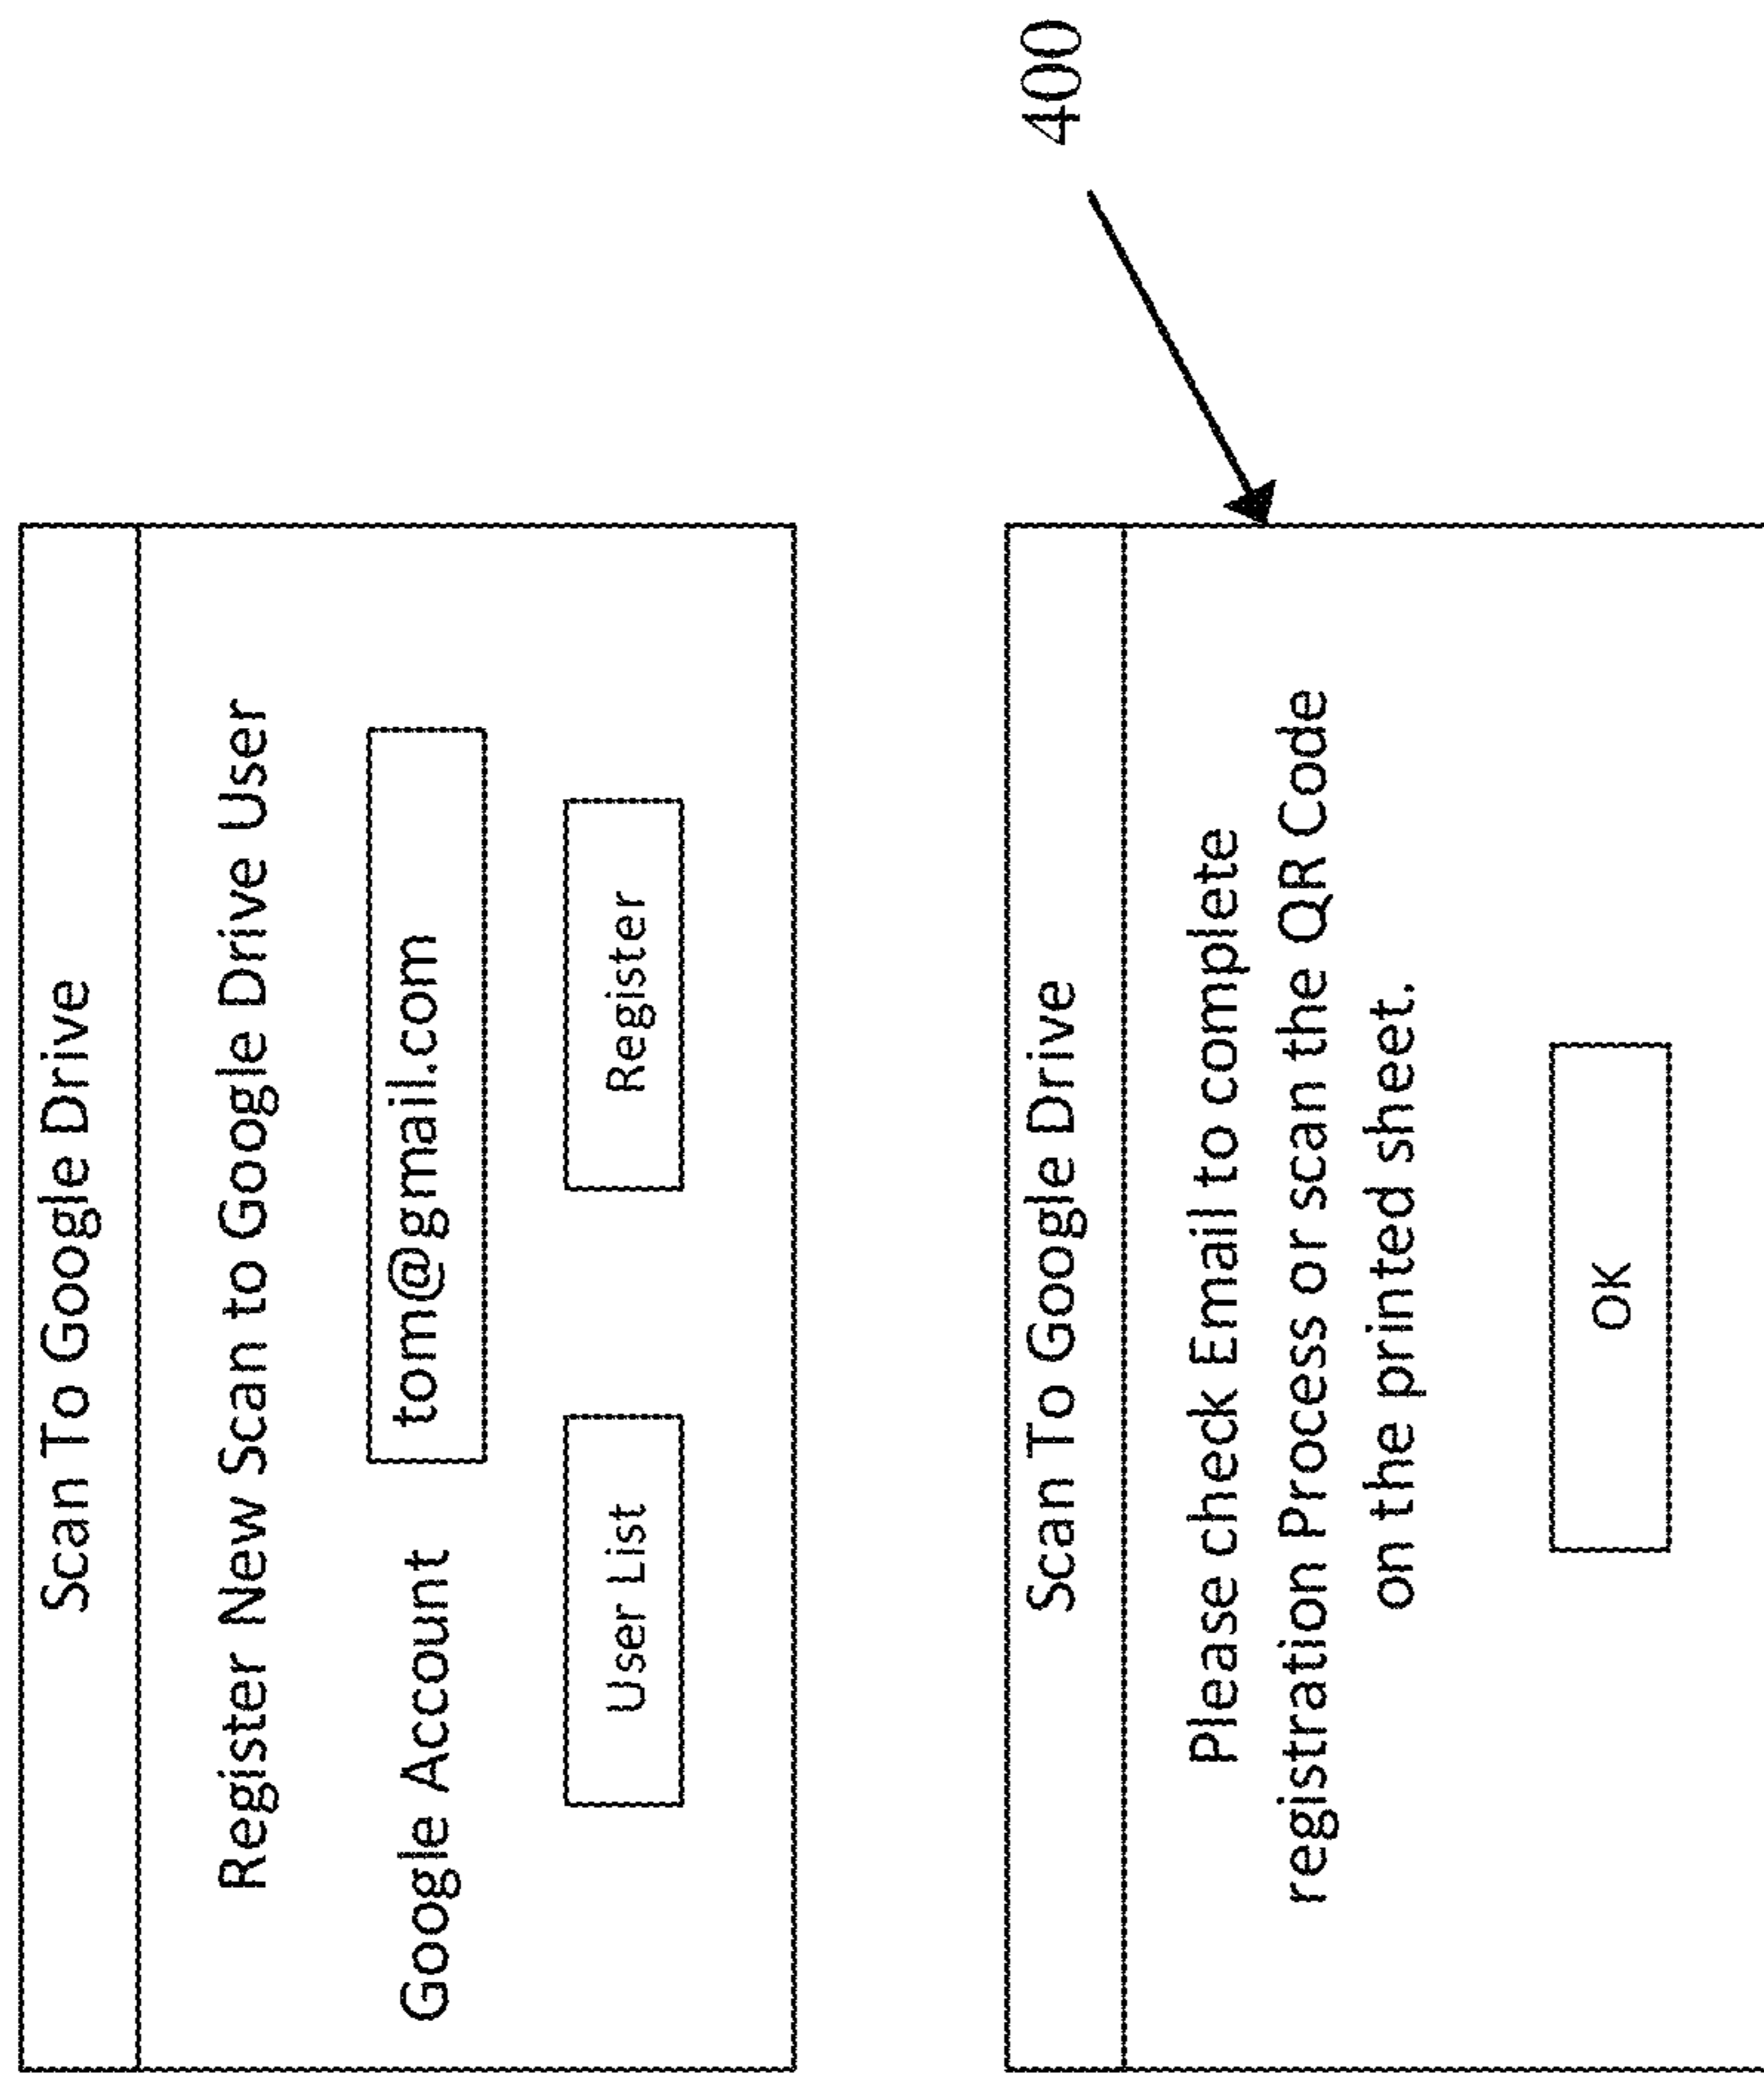 Scan To Google Drive
Register New Scan to Google Drive User
Google Account tom@gmail.com
User List Register
400
Scan To Google Drive
Please check Email to complete
registration Process or scan the QR Code
on the printed sheet.
OK